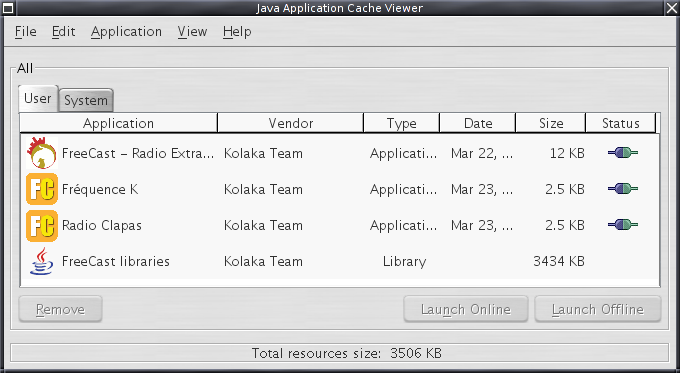 Java Application Cache Viewer
File Edit Application View Help
All
User System
Application Vendor Type Date Size Status
FreeCast – Radio Extra... Kolaka Team Applicati... Mar 22, ... 12 KB
FC Fréquence K Kolaka Team Applicati... Mar 23, ... 2.5 KB
FC Radio Clapas Kolaka Team Applicati... Mar 23, ... 2.5 KB
FreeCast libraries Kolaka Team Library 3434 KB
Remove Launch Online Launch Offline
Total resources size: 3506 KB